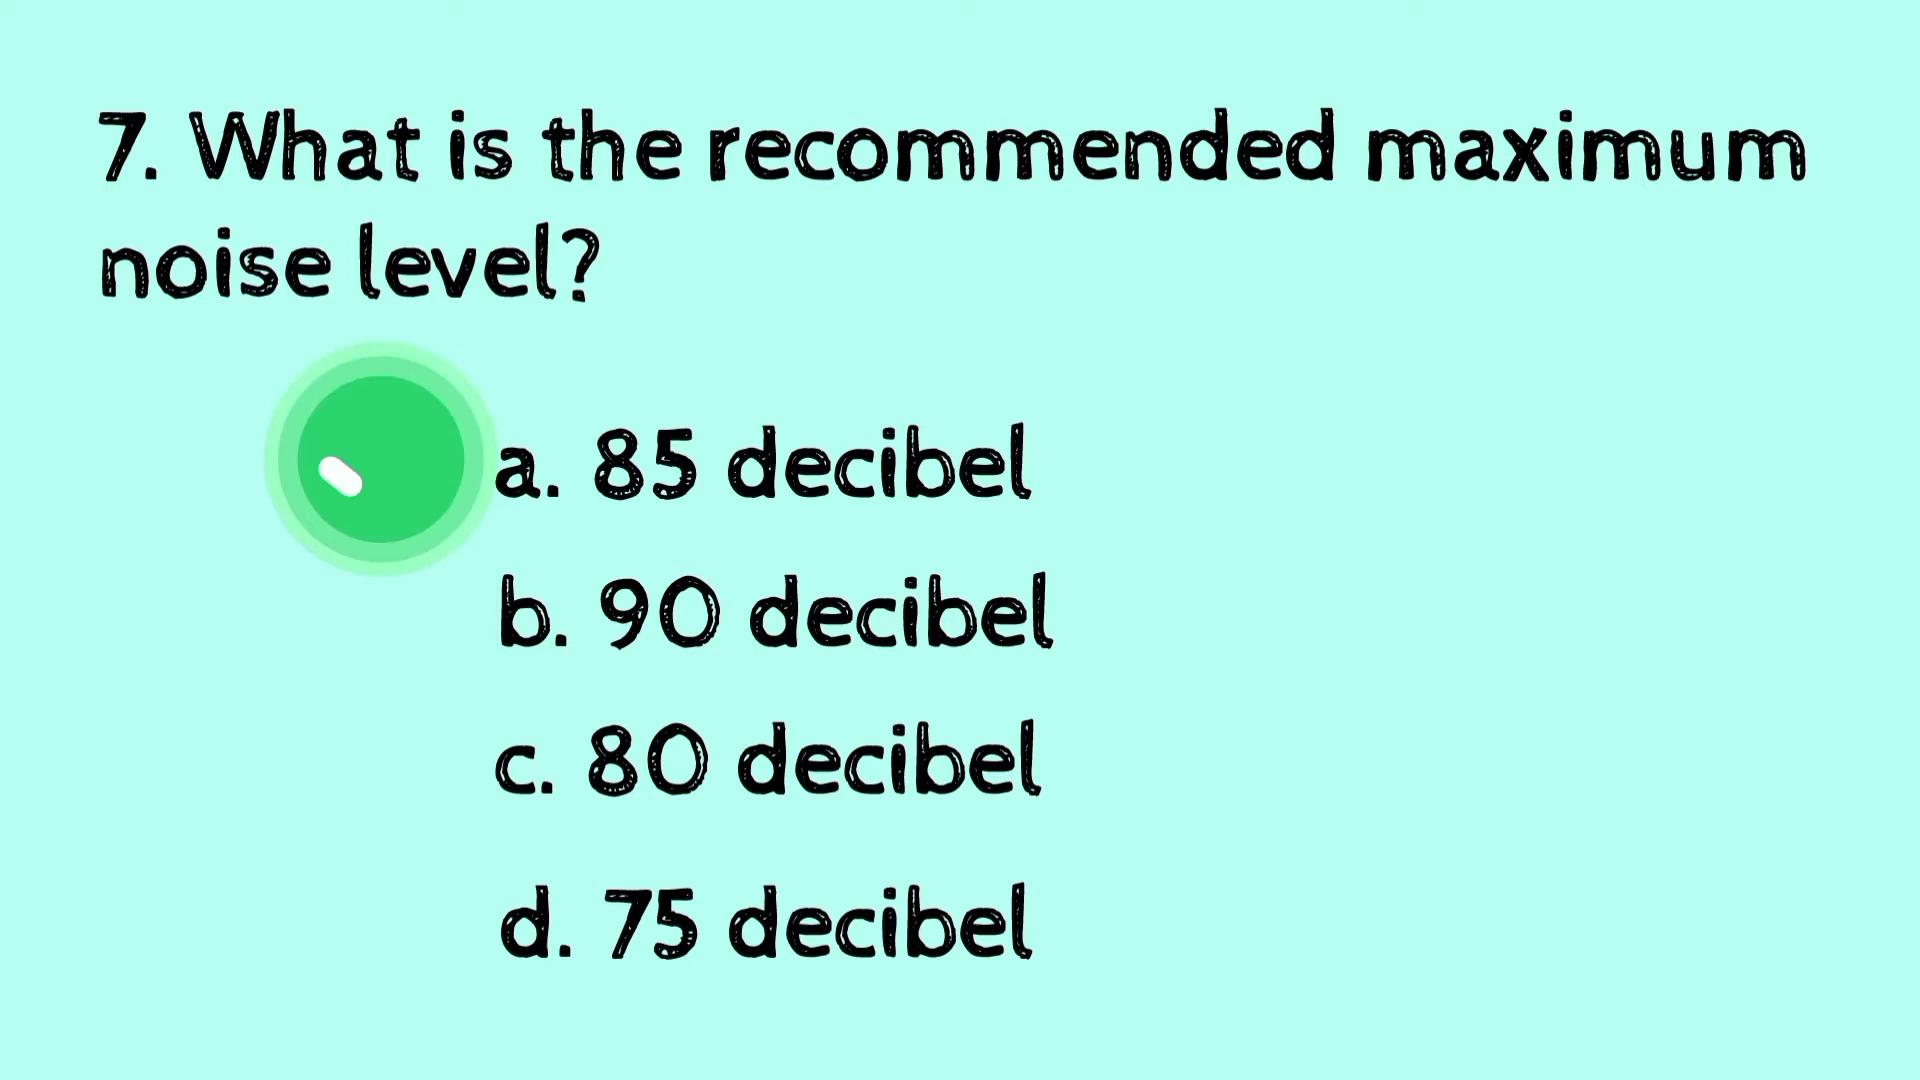 7. What is the recommended maximum
noise level?
a. 85 decibel
b. 90 decibel
c. 80 decibel
d. 75 decibel